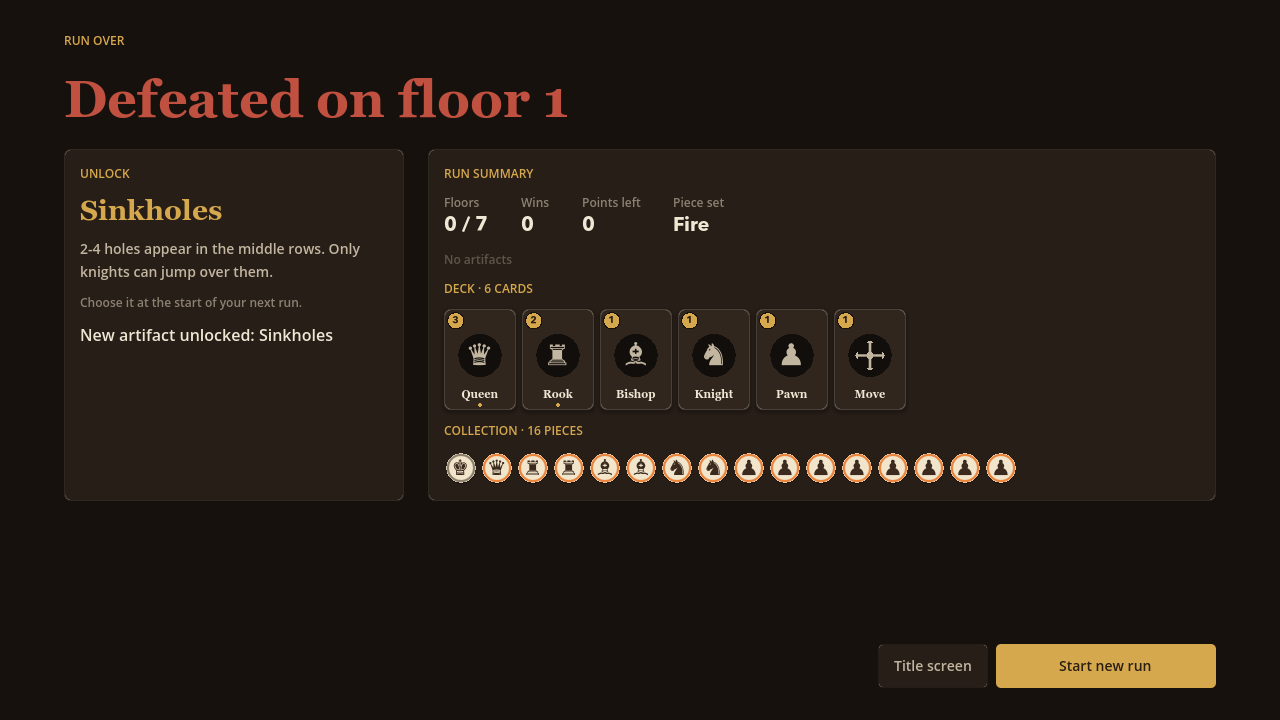 RUN OVER
Defeated on floor 1
UNLOCK
Sinkholes
2-4 holes appear in the middle rows. Only
knights can jump over them.
Choose it at the start of your next run.
New artifact unlocked: Sinkholes
RUN SUMMARY
Floors Wins Points left Piece set
0 / 7 0 0 Fire
No artifacts
DECK · 6 CARDS
3 2 1 1 1 1
Queen Rook Bishop Knight Pawn Move
COLLECTION · 16 PIECES
Title screen Start new run